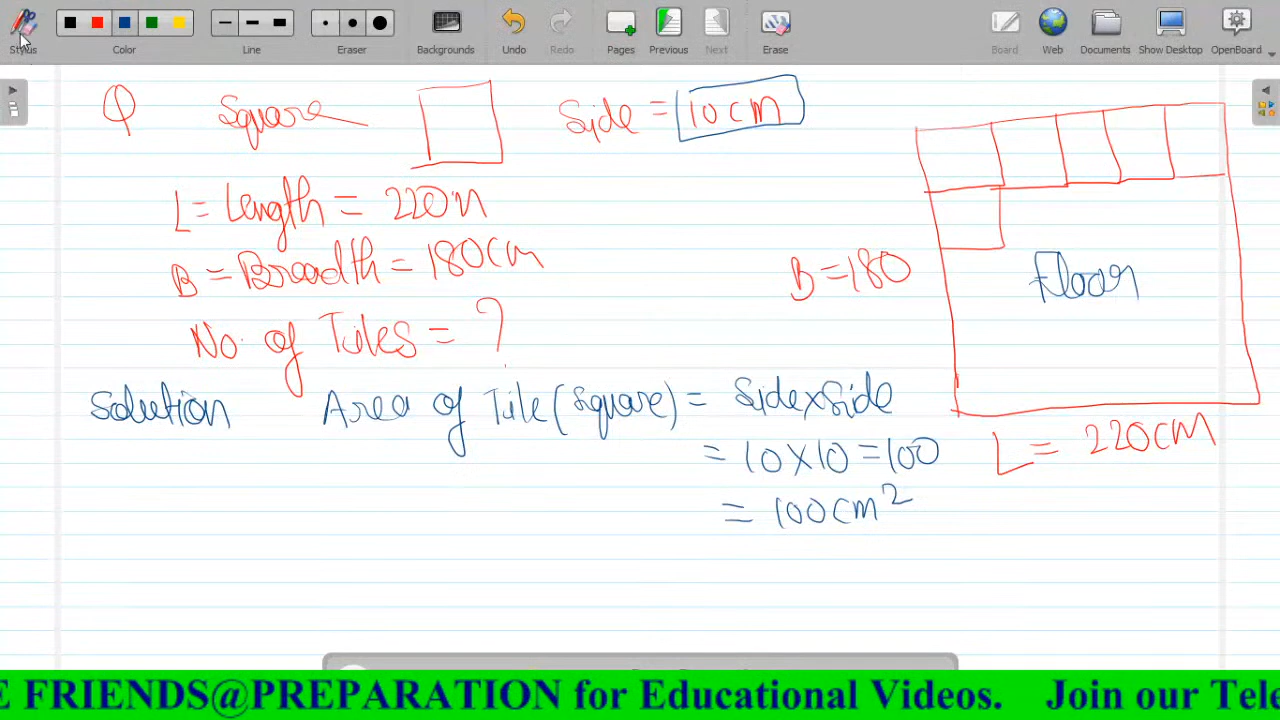 Stylus Color Line Eraser Backgrounds Undo Redo Pages Previous Next Erase Board Web Documents Show Desktop OpenBoard
Q Square Side = 10 cm
L = Length = 220
B = Breadth = 180 cm
No. of Tiles = ?
B = 180
Floor
L = 220 cm
Solution Area of Tile (Square) = Side x Side
= 10 X 10 = 100
= 100 cm²
E FRIENDS@PREPARATION for Educational Videos. Join our Tele